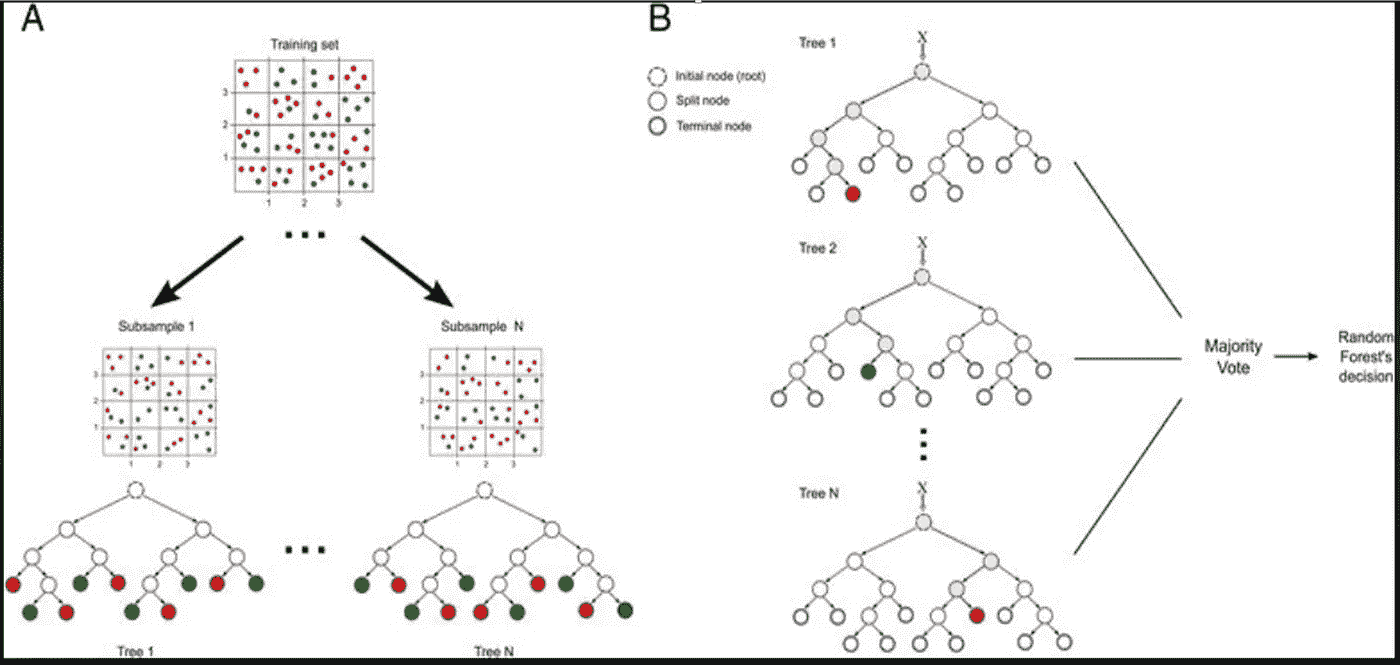 A
Training set
3
2
1
1 2 3
Subsample 1
3
2
1
1 2 3
Subsample N
3
2
1
1 2 3
Tree 1
Tree N
B
Initial node (root)
Split node
Terminal node
Tree 1
X
Tree 2
X
Tree N
X
Majority
Vote
Random
Forest's
decision